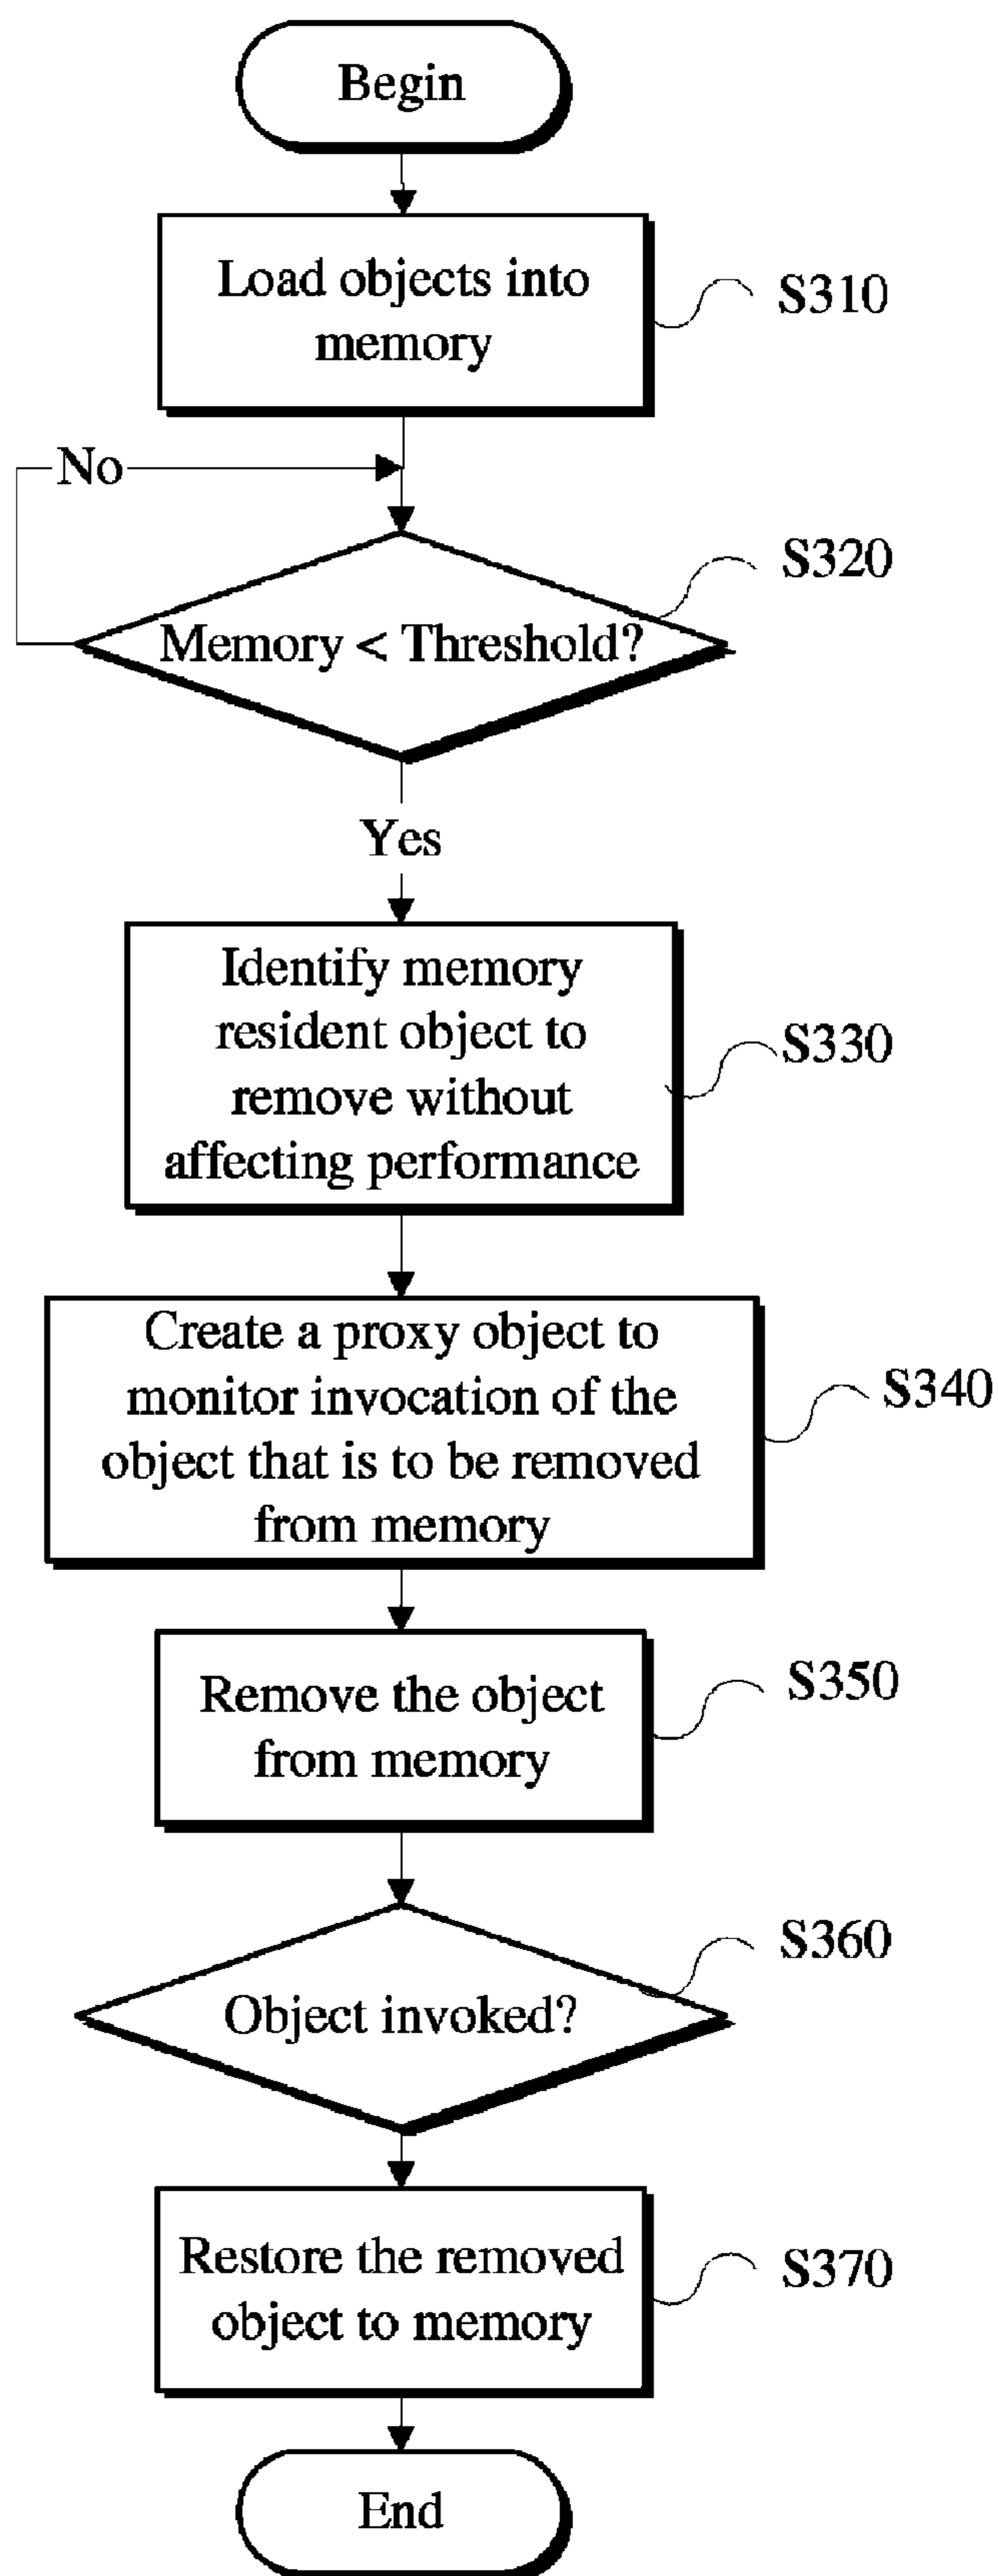 Begin
Load objects into
memory
S310
No
S320
Memory < Threshold?
Yes
Identify memory
resident object to
remove without
affecting performance
S330
Create a proxy object to
monitor invocation of the
object that is to be removed
from memory
S340
Remove the object
from memory
S350
S360
Object invoked?
Restore the removed
object to memory
S370
End